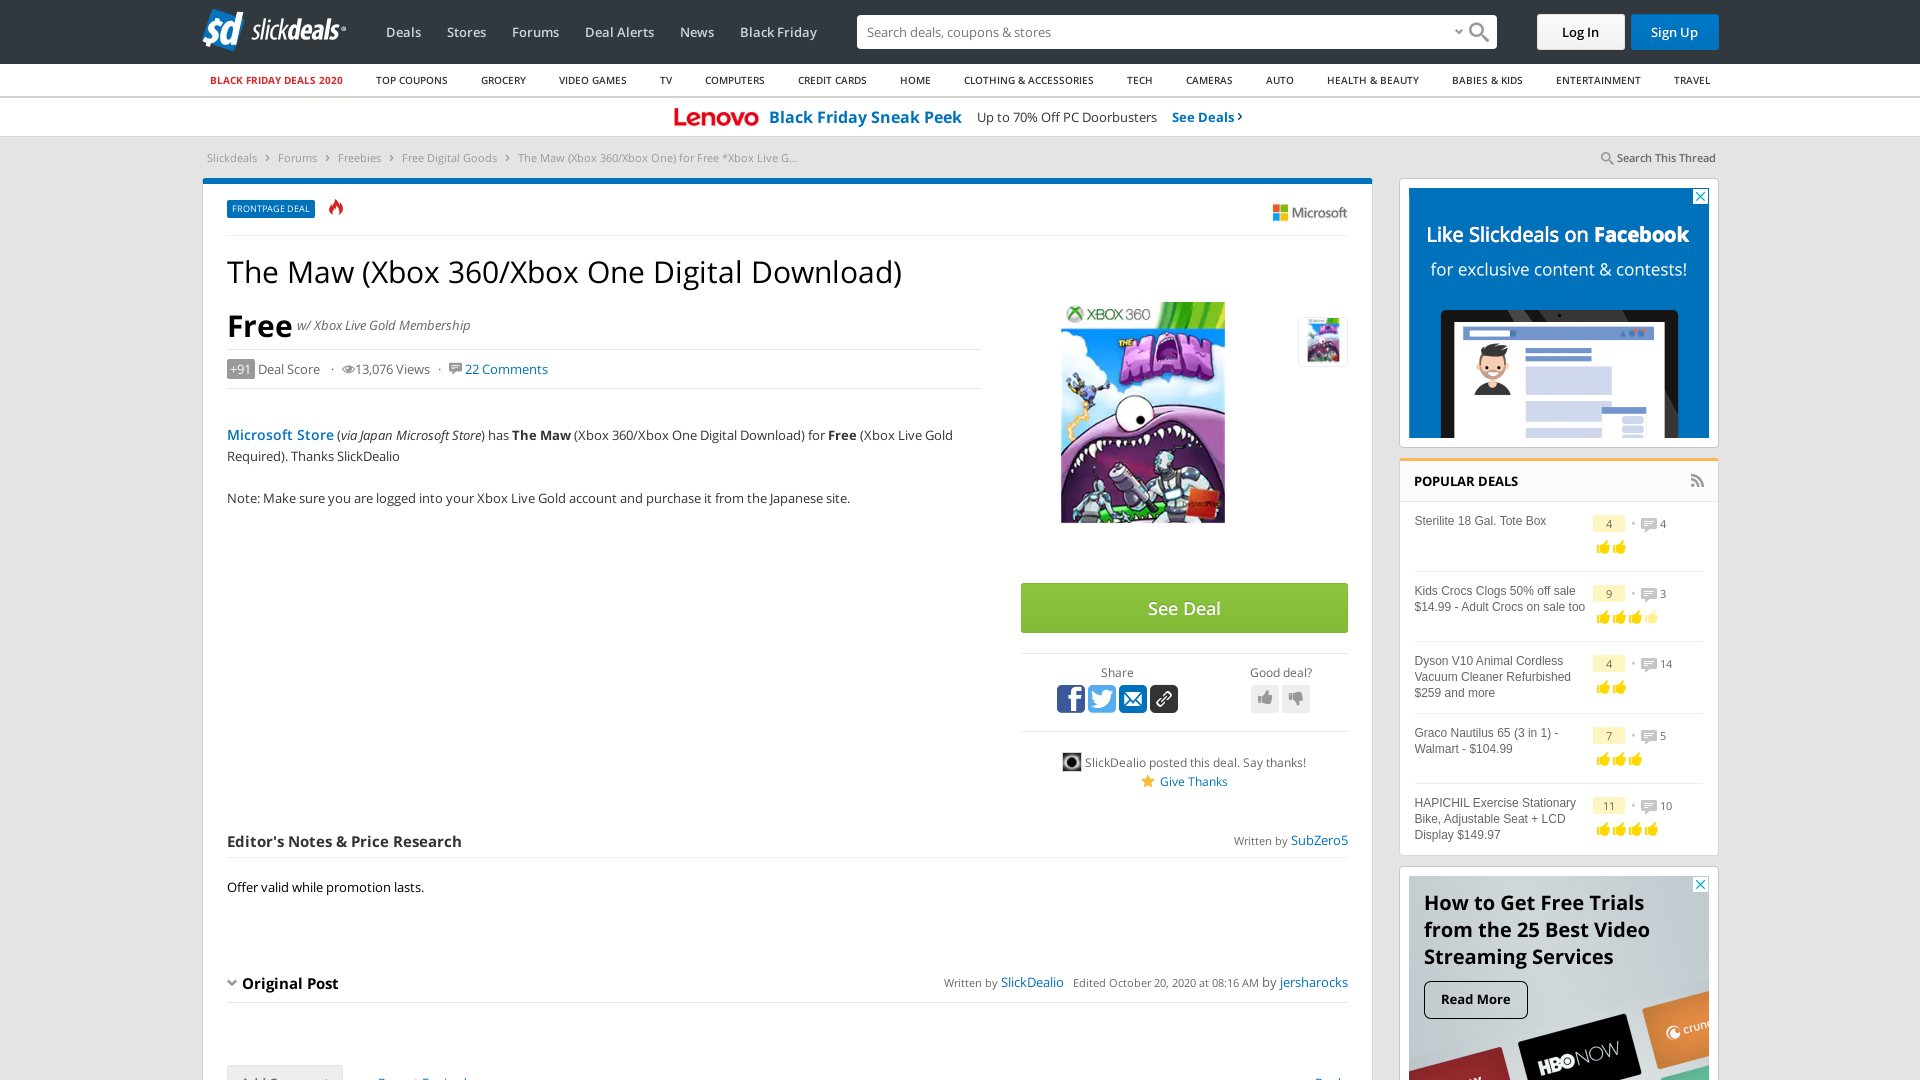 sd slickdeals
Deals Stores Forums Deal Alerts News Black Friday
Search deals, coupons & stores
Log In Sign Up
BLACK FRIDAY DEALS 2020 TOP COUPONS GROCERY VIDEO GAMES TV COMPUTERS CREDIT CARDS HOME CLOTHING & ACCESSORIES TECH CAMERAS AUTO HEALTH & BEAUTY BABIES & KIDS ENTERTAINMENT TRAVEL
Lenovo Black Friday Sneak Peek Up to 70% Off PC Doorbusters See Deals ›
Slickdeals › Forums › Freebies › Free Digital Goods › The Maw (Xbox 360/Xbox One) for Free *Xbox Live G...
Search This Thread
FRONTPAGE DEAL
Microsoft
The Maw (Xbox 360/Xbox One Digital Download)
Free w/ Xbox Live Gold Membership
+91 Deal Score · 13,076 Views · 22 Comments
Microsoft Store (via Japan Microsoft Store) has The Maw (Xbox 360/Xbox One Digital Download) for Free (Xbox Live Gold
Required). Thanks SlickDealio
Note: Make sure you are logged into your Xbox Live Gold account and purchase it from the Japanese site.
XBOX 360
THE
MAW
See Deal
Share
Good deal?
SlickDealio posted this deal. Say thanks!
Give Thanks
Editor's Notes & Price Research
Written by SubZero5
Offer valid while promotion lasts.
Original Post
Written by SlickDealio Edited October 20, 2020 at 08:16 AM by jersharocks
Like Slickdeals on Facebook
for exclusive content & contests!
POPULAR DEALS
Sterilite 18 Gal. Tote Box
4 • 4
Kids Crocs Clogs 50% off sale
$14.99 - Adult Crocs on sale too
9 • 3
Dyson V10 Animal Cordless
Vacuum Cleaner Refurbished
$259 and more
4 • 14
Graco Nautilus 65 (3 in 1) -
Walmart - $104.99
7 • 5
HAPICHIL Exercise Stationary
Bike, Adjustable Seat + LCD
Display $149.97
11 • 10
How to Get Free Trials
from the 25 Best Video
Streaming Services
Read More
HBO NOW
crun